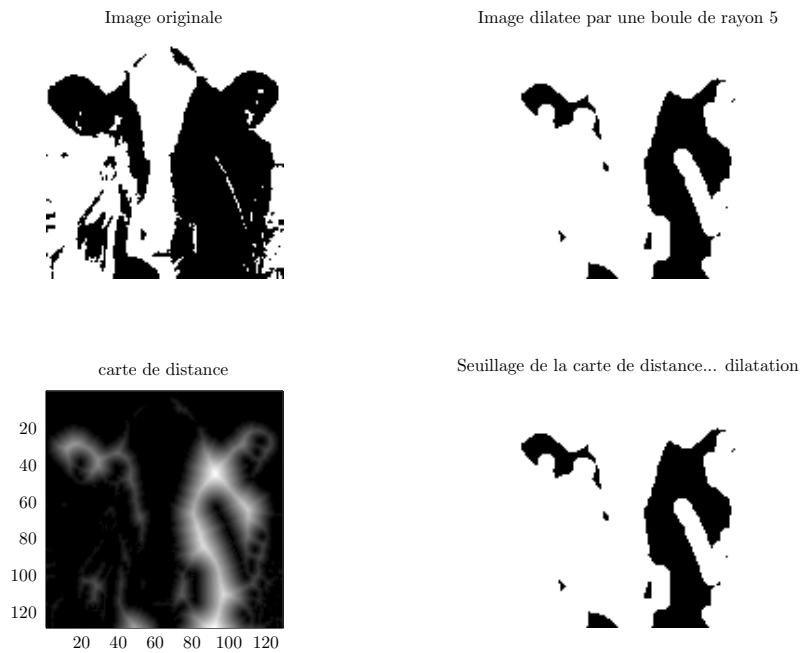 Image originale
Image dilatee par une boule de rayon 5
carte de distance
Seuillage de la carte de distance... dilatation
20
40
60
80
100
120
20 40 60 80 100 120